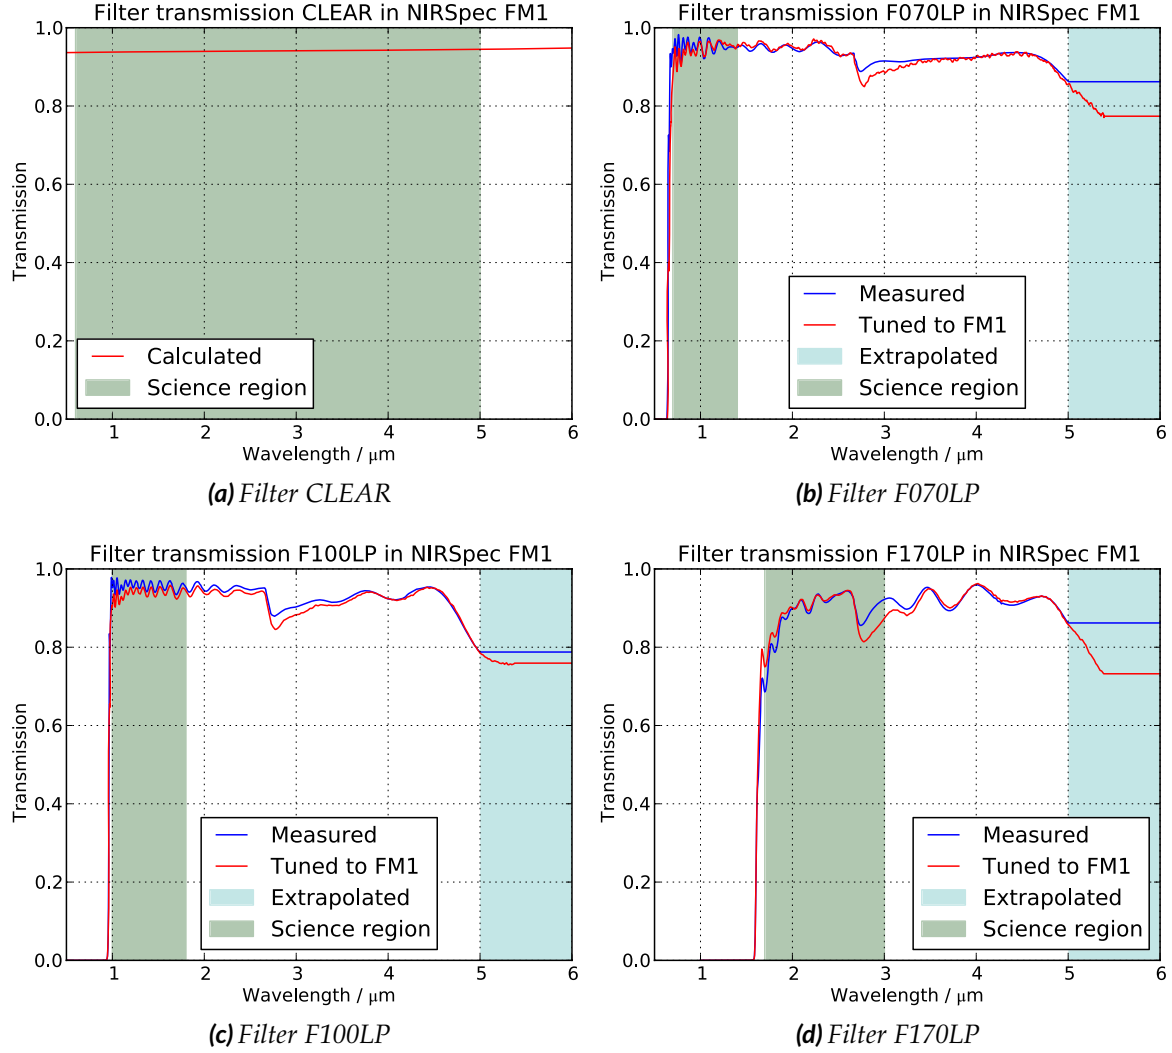 Filter transmission CLEAR in NIRSpec FM1
1.0
0.8
0.6
0.4
0.2
0.0
Transmission
Calculated
Science region
1 2 3 4 5 6
Wavelength / μm
(a) Filter CLEAR
Filter transmission F070LP in NIRSpec FM1
1.0
0.8
0.6
0.4
0.2
0.0
Transmission
Measured
Tuned to FM1
Extrapolated
Science region
1 2 3 4 5 6
Wavelength / μm
(b) Filter F070LP
Filter transmission F100LP in NIRSpec FM1
1.0
0.8
0.6
0.4
0.2
0.0
Transmission
Measured
Tuned to FM1
Extrapolated
Science region
1 2 3 4 5 6
Wavelength / μm
(c) Filter F100LP
Filter transmission F170LP in NIRSpec FM1
1.0
0.8
0.6
0.4
0.2
0.0
Transmission
Measured
Tuned to FM1
Extrapolated
Science region
1 2 3 4 5 6
Wavelength / μm
(d) Filter F170LP